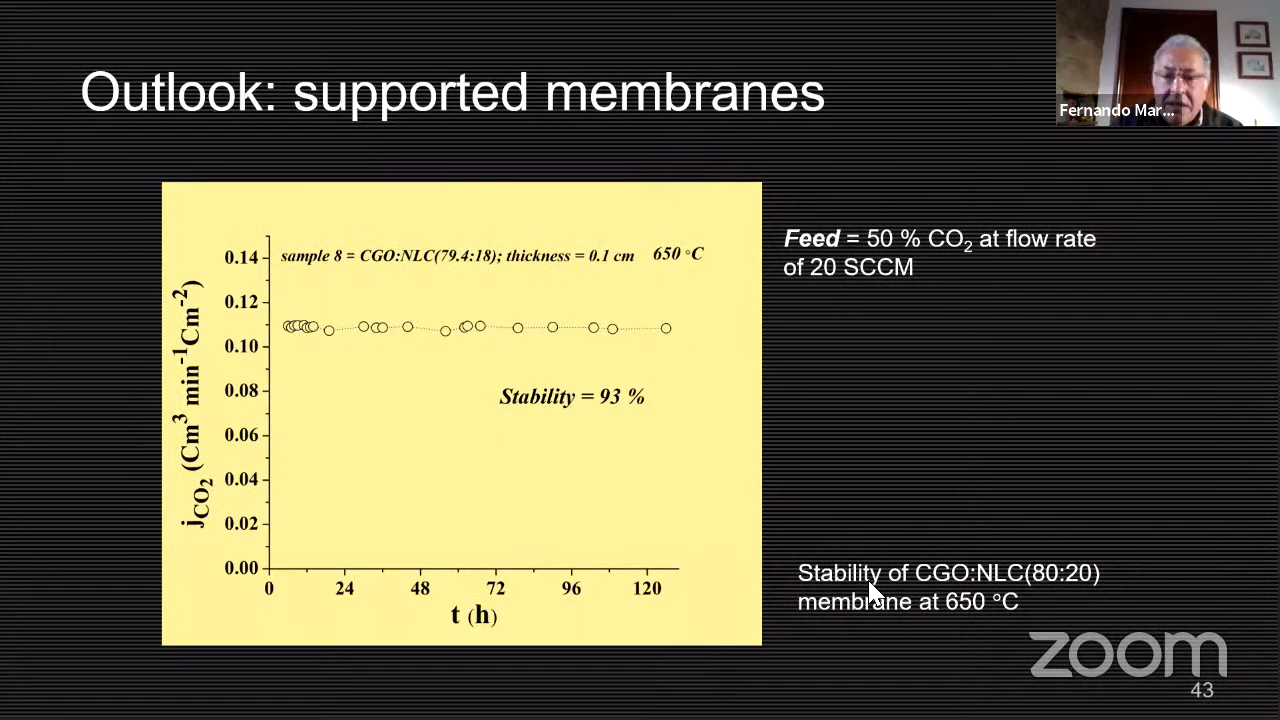 Outlook: supported membranes
Fernando Mar...
sample 8 = CGO:NLC(79.4:18); thickness = 0.1 cm 650 °C
0.14
0.12
0.10
0.08
0.06
0.04
0.02
0.00
jCO2 (Cm3 min-1Cm-2)
Stability = 93 %
0 24 48 72 96 120
t (h)
Feed = 50 % CO2 at flow rate
of 20 SCCM
Stability of CGO:NLC(80:20)
membrane at 650 °C
zoom
43